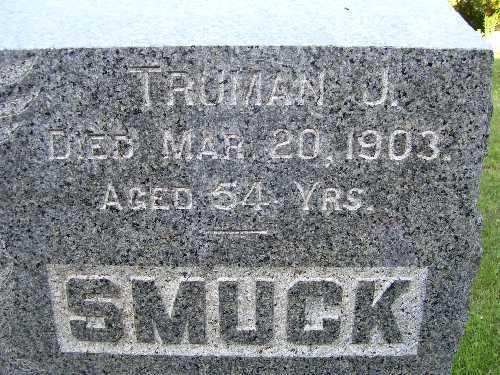 TRUMAN J.
DIED MAR. 20, 1903.
AGED 54 YRS.
SMUCK